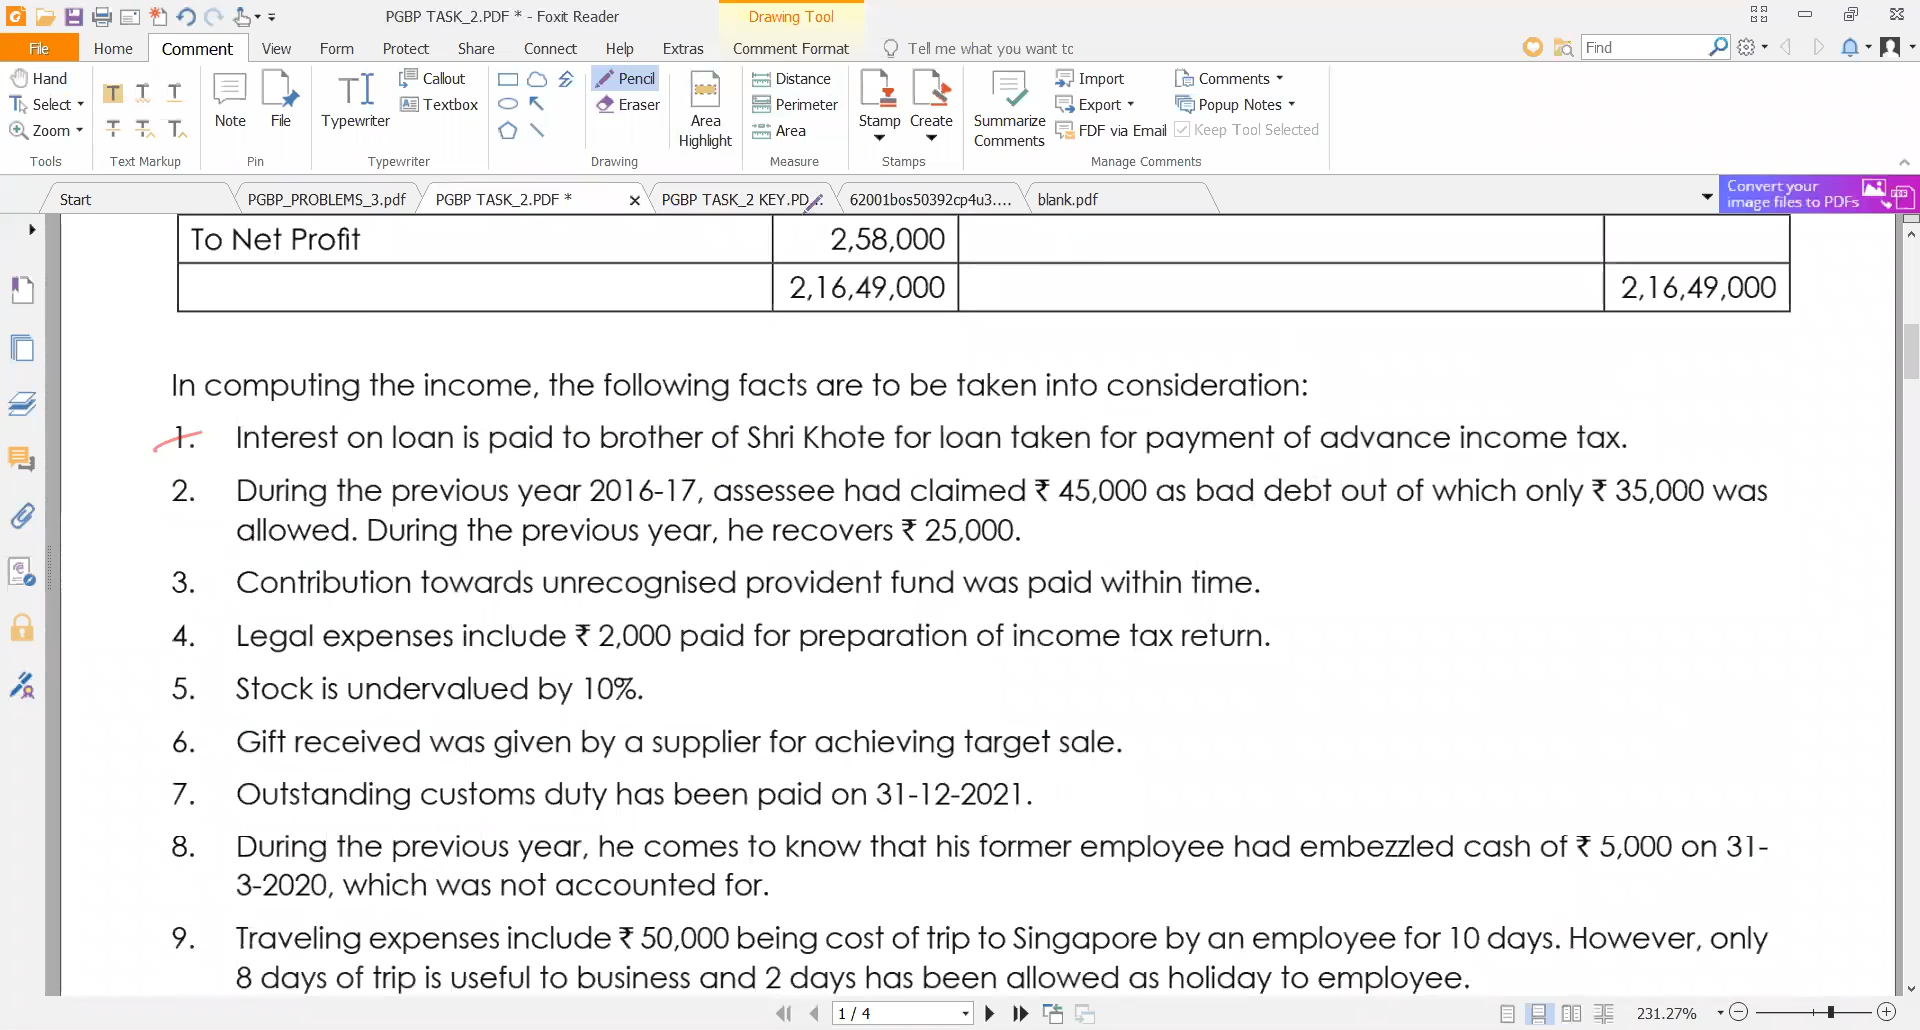 PGBP TASK_2.PDF * - Foxit Reader
Drawing Tool
File Home Comment View Form Protect Share Connect Help Extras Comment Format Tell me what you want to Find
Hand
Select
Zoom
Tools
Text Markup
Note
File
Pin
Typewriter
Callout
Textbox
Typewriter
Pencil
Eraser
Drawing
Area
Highlight
Distance
Perimeter
Area
Measure
Stamp
Create
Stamps
Summarize
Comments
Import
Export
FDF via Email
Comments
Popup Notes
Keep Tool Selected
Manage Comments
Start PGBP_PROBLEMS_3.pdf PGBP TASK_2.PDF * PGBP TASK_2 KEY.PD... 62001bos50392cp4u3.... blank.pdf
Convert your
image files to PDFs
To Net Profit 2,58,000
2,16,49,000 2,16,49,000
In computing the income, the following facts are to be taken into consideration:
1. Interest on loan is paid to brother of Shri Khote for loan taken for payment of advance income tax.
2. During the previous year 2016-17, assessee had claimed ₹ 45,000 as bad debt out of which only ₹ 35,000 was
allowed. During the previous year, he recovers ₹ 25,000.
3. Contribution towards unrecognised provident fund was paid within time.
4. Legal expenses include ₹ 2,000 paid for preparation of income tax return.
5. Stock is undervalued by 10%.
6. Gift received was given by a supplier for achieving target sale.
7. Outstanding customs duty has been paid on 31-12-2021.
8. During the previous year, he comes to know that his former employee had embezzled cash of ₹ 5,000 on 31-
3-2020, which was not accounted for.
9. Traveling expenses include ₹ 50,000 being cost of trip to Singapore by an employee for 10 days. However, only
8 days of trip is useful to business and 2 days has been allowed as holiday to employee.
1 / 4
231.27%